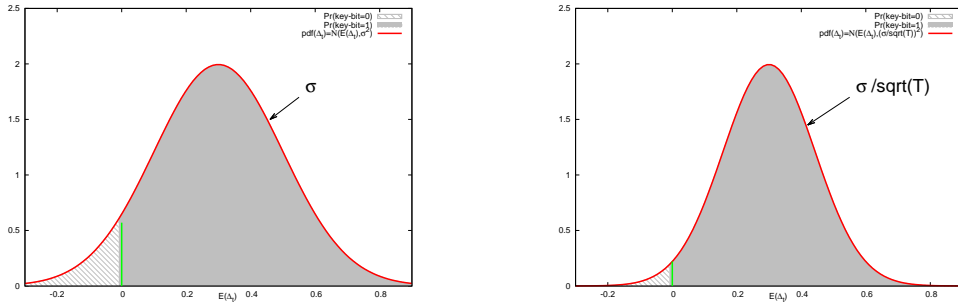 2.5
2
1.5
1
0.5
0
-0.2
0
0.2
E(Δt)
0.4
0.6
0.8
Pr(key-bit=0)
Pr(key-bit=1)
pdf(Δt)=N(E(Δt),σ²)
σ
2.5
2
1.5
1
0.5
0
-0.2
0
0.2
E(Δt)
0.4
0.6
0.8
Pr(key-bit=0)
Pr(key-bit=1)
pdf(Δt)=N(E(Δt),(σ/sqrt(T))²)
σ /sqrt(T)